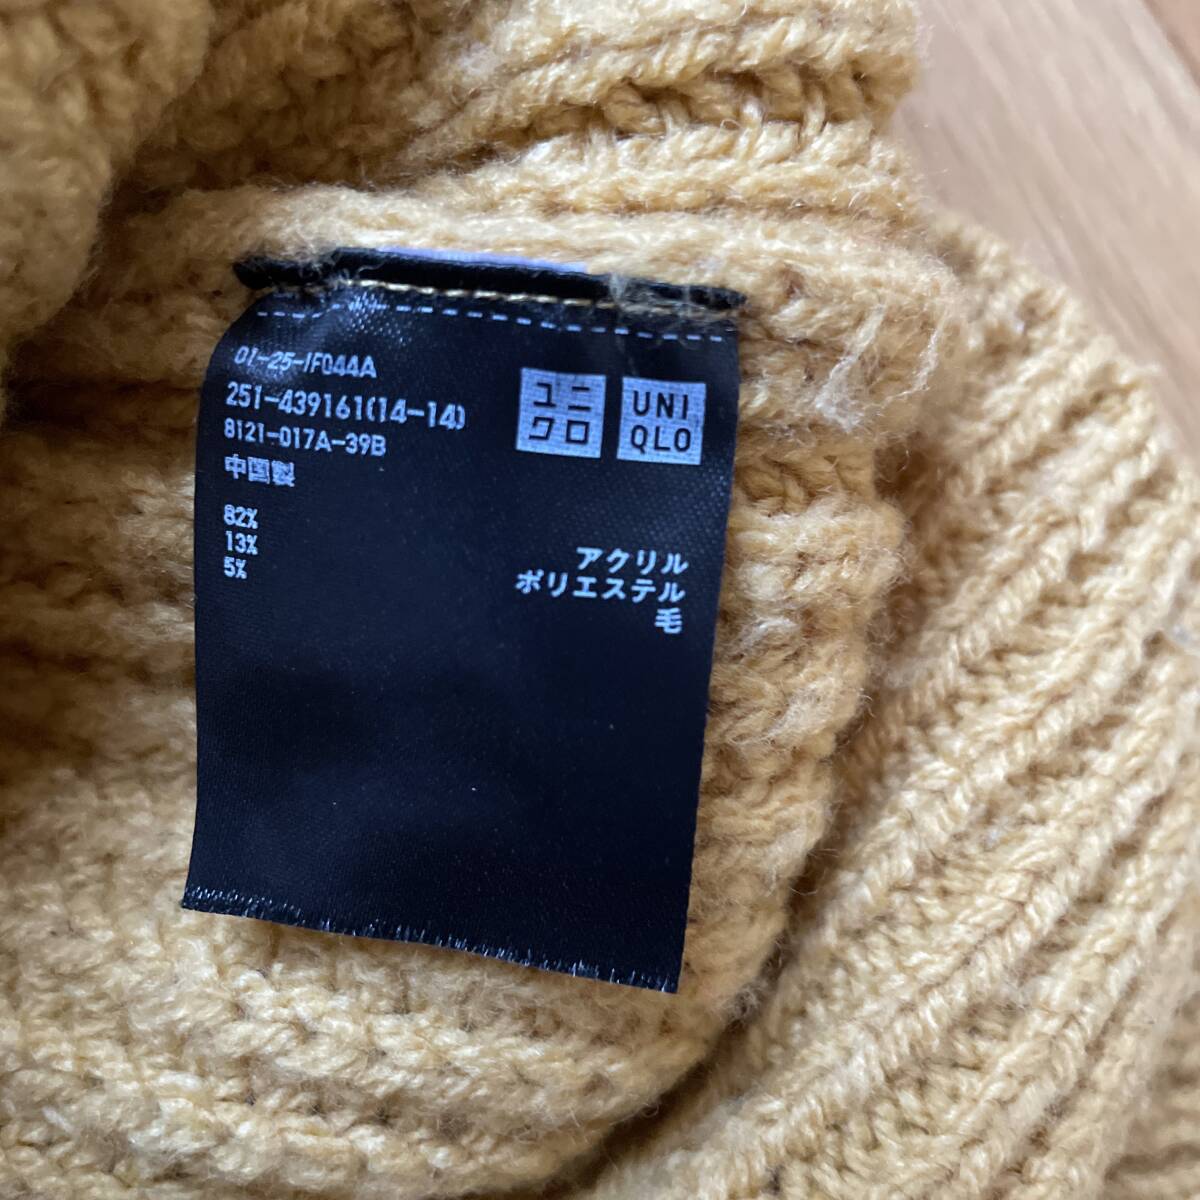 01-25-IF044A
251-439161(14-14)
8121-017A-39B
中国製
ユニ
クロ
UNI
QLO
82% アクリル
13% ポリエステル
5% 毛